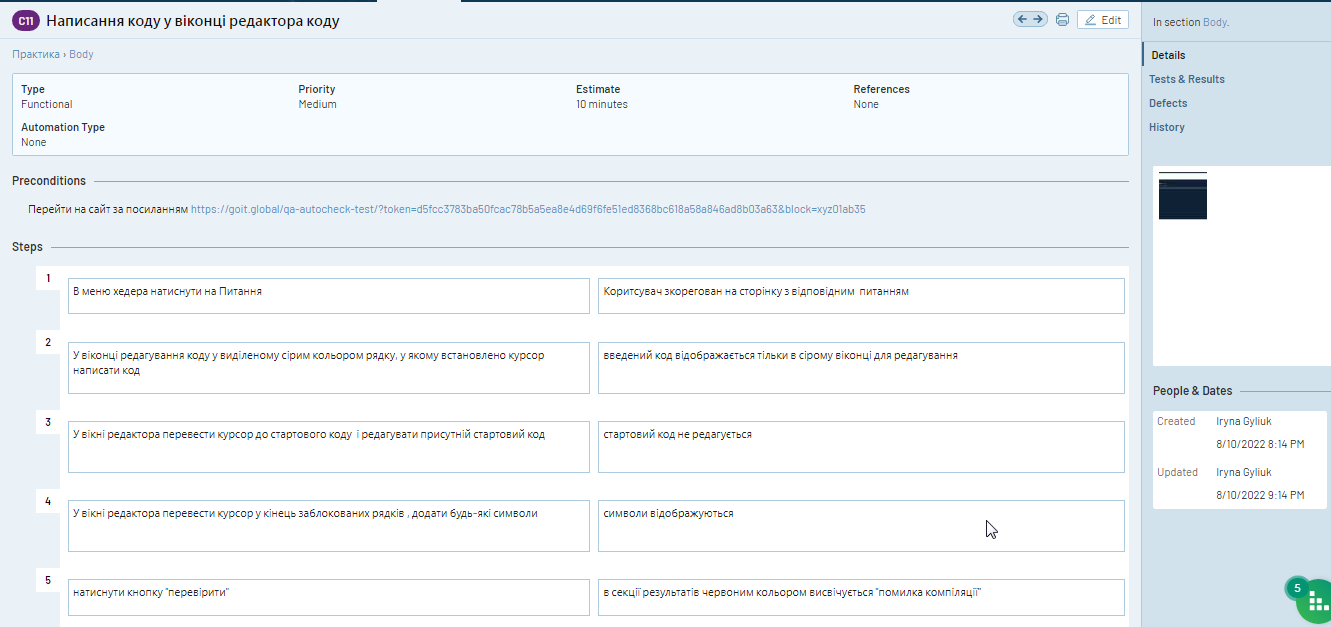 C11 Написання коду у віконці редактора коду
Edit
In section Body.
Практика › Body
Details
Tests & Results
Defects
History
Type
Functional
Priority
Medium
Estimate
10 minutes
References
None
Automation Type
None
Preconditions
Перейти на сайт за посиланням https://goit.global/qa-autocheck-test/?token=d5fcc3783ba50fcac78b5a5ea8e4d69f6fe51ed8368bc618a58a846ad8b03a63&block=xyz01ab35
Steps
1
В меню хедера натиснути на Питання
Коритсувач зкорегован на сторінку з відповідним питанням
2
У віконці редагування коду у виділеному сірим кольором рядку, у якому встановлено курсор
написати код
введений код відображається тільки в сірому віконці для редагування
3
У вікні редактора перевести курсор до стартового коду і редагувати присутній стартовий код
стартовий код не редагується
4
У вікні редактора перевести курсор у кінець заблокованих рядків , додати будь-які символи
символи відображуються
5
натиснути кнопку "перевірити"
в секції результатів червоним кольором висвічується "помилка компіляції"
People & Dates
Created
Iryna Gyliuk
8/10/2022 8:14 PM
Updated
Iryna Gyliuk
8/10/2022 9:14 PM
5